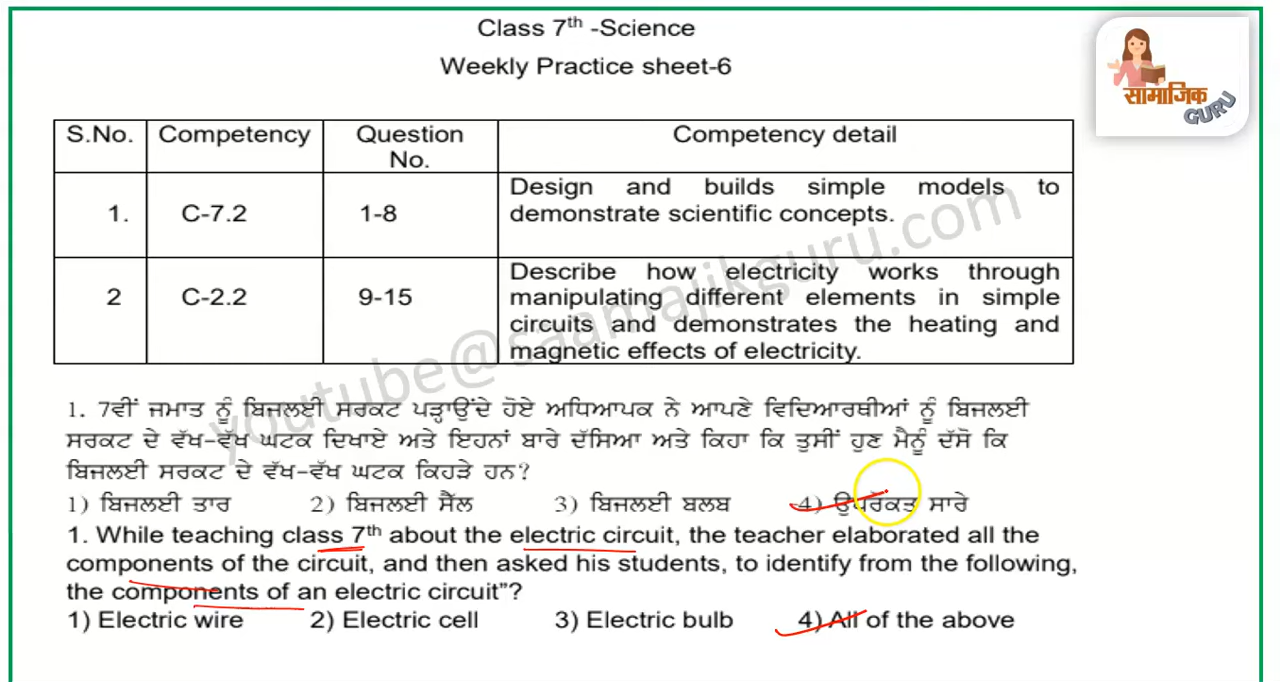 Class 7th -Science
Weekly Practice sheet-6
सामाजिक
GURU
S.No. Competency Question No. Competency detail
1. C-7.2 1-8 Design and builds simple models to
demonstrate scientific concepts.
2 C-2.2 9-15 Describe how electricity works through
manipulating different elements in simple
circuits and demonstrates the heating and
magnetic effects of electricity.
youtube@saamajikguru.com
1. 7ਵੀਂ ਜਮਾਤ ਨੂੰ ਬਿਜਲਈ ਸਰਕਟ ਪੜ੍ਹਾਉਂਦੇ ਹੋਏ ਅਧਿਆਪਕ ਨੇ ਆਪਣੇ ਵਿਦਿਆਰਥੀਆਂ ਨੂੰ ਬਿਜਲਈ
ਸਰਕਟ ਦੇ ਵੱਖ-ਵੱਖ ਘਟਕ ਦਿਖਾਏ ਅਤੇ ਇਹਨਾਂ ਬਾਰੇ ਦੱਸਿਆ ਅਤੇ ਕਿਹਾ ਕਿ ਤੁਸੀਂ ਹੁਣ ਮੈਨੂੰ ਦੱਸੋ ਕਿ
ਬਿਜਲਈ ਸਰਕਟ ਦੇ ਵੱਖ-ਵੱਖ ਘਟਕ ਕਿਹੜੇ ਹਨ?
1) ਬਿਜਲਈ ਤਾਰ 2) ਬਿਜਲਈ ਸੈੱਲ 3) ਬਿਜਲਈ ਬਲਬ 4) ਉਪਰੋਕਤ ਸਾਰੇ
1. While teaching class 7th about the electric circuit, the teacher elaborated all the
components of the circuit, and then asked his students, to identify from the following,
the components of an electric circuit”?
1) Electric wire 2) Electric cell 3) Electric bulb 4) All of the above